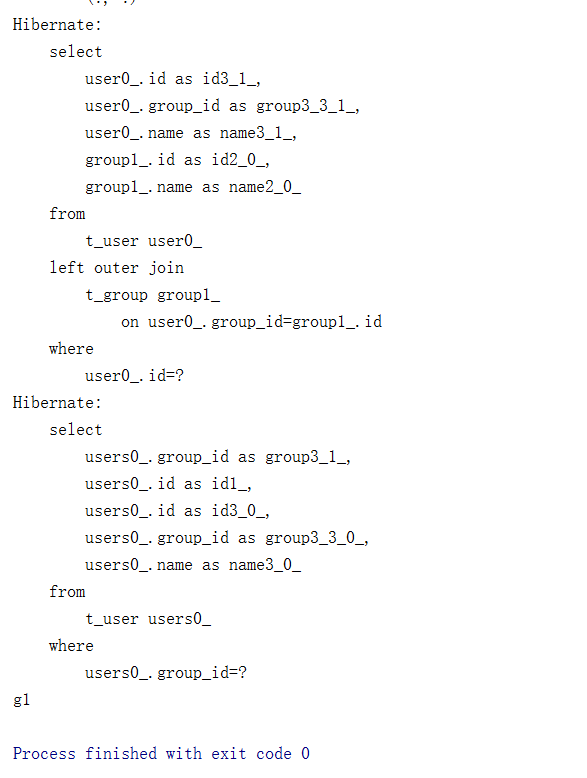 Hibernate:
    select
        user0_.id as id3_1_,
        user0_.group_id as group3_3_1_,
        user0_.name as name3_1_,
        group1_.id as id2_0_,
        group1_.name as name2_0_
    from
        t_user user0_
    left outer join
        t_group group1_
            on user0_.group_id=group1_.id
    where
        user0_.id=?
Hibernate:
    select
        users0_.group_id as group3_1_,
        users0_.id as id1_,
        users0_.id as id3_0_,
        users0_.group_id as group3_3_0_,
        users0_.name as name3_0_
    from
        t_user users0_
    where
        users0_.group_id=?
g1
Process finished with exit code 0